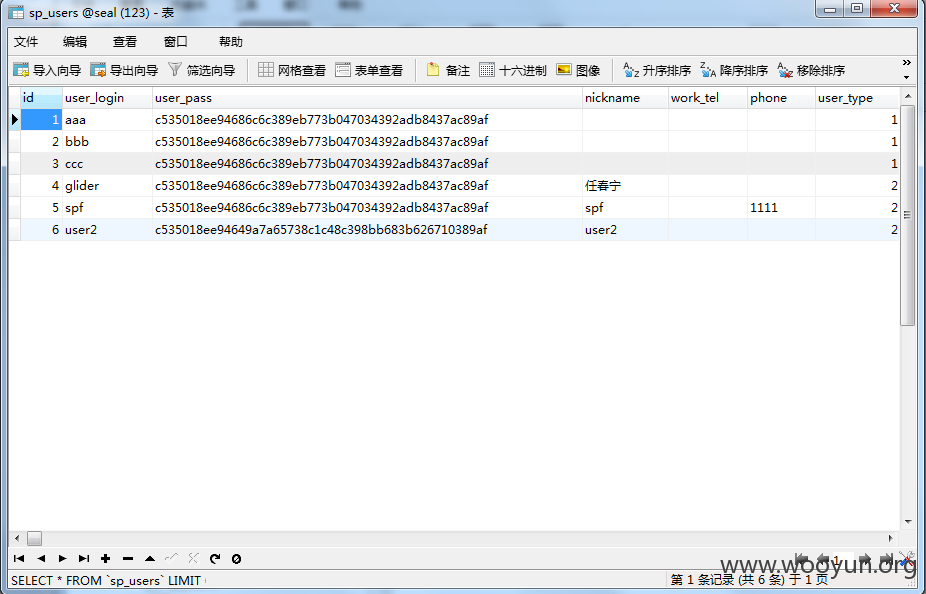 sp_users @seal (123) - 表
文件 编辑 查看 窗口 帮助
导入向导 导出向导 筛选向导 网格查看 表单查看 备注 十六进制 图像 升序排序 降序排序 移除排序
id user_login user_pass nickname work_tel phone user_type
1 aaa c535018ee94686c6c389eb773b047034392adb8437ac89af 1
2 bbb c535018ee94686c6c389eb773b047034392adb8437ac89af 1
3 ccc c535018ee94686c6c389eb773b047034392adb8437ac89af 1
4 glider c535018ee94686c6c389eb773b047034392adb8437ac89af 任春宁 2
5 spf c535018ee94686c6c389eb773b047034392adb8437ac89af spf 1111 2
6 user2 c535018ee94649a7a65738c1c48c398bb683b626710389af user2 2
1
www.wooyun.org
SELECT * FROM `sp_users` LIMIT 第 1 条记录 (共 6 条) 于 1 页